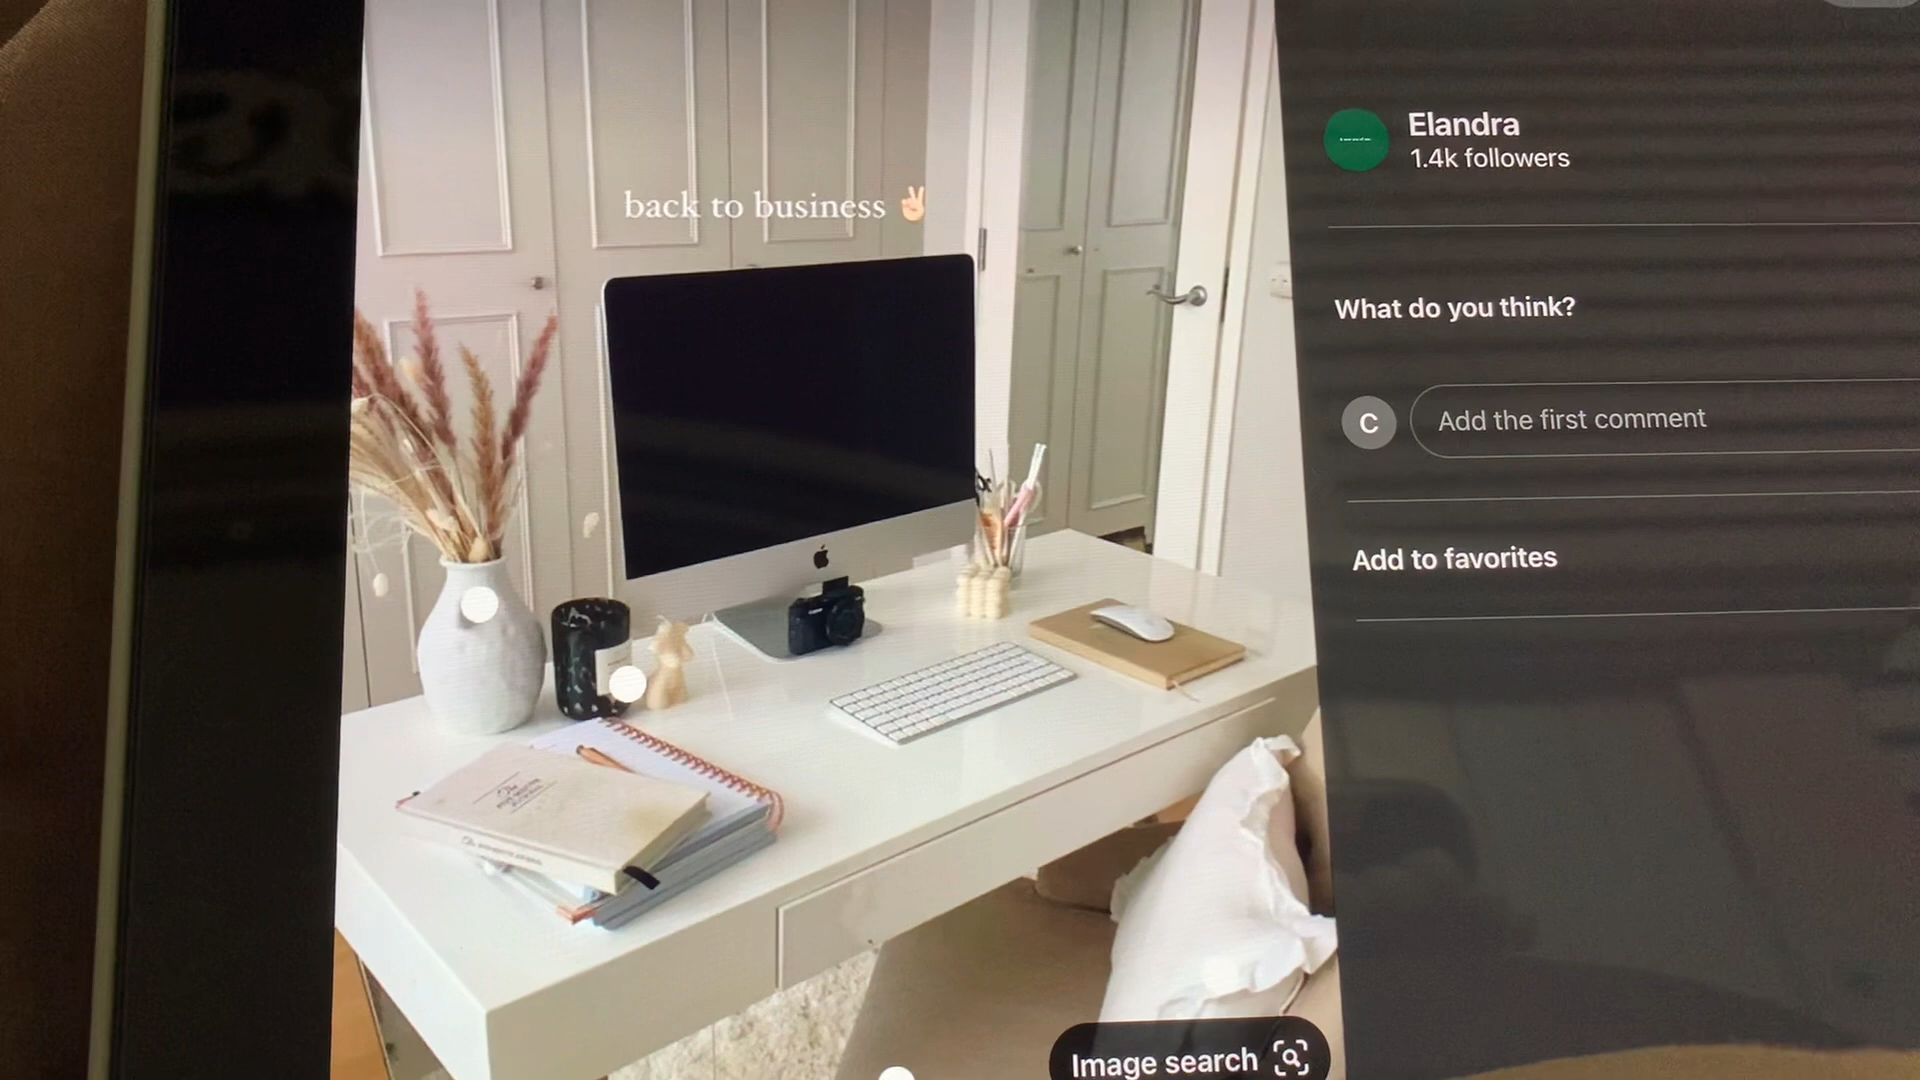 back to business ✌🏼
Elandra
1.4k followers
What do you think?
C
Add the first comment
Add to favorites
Image search